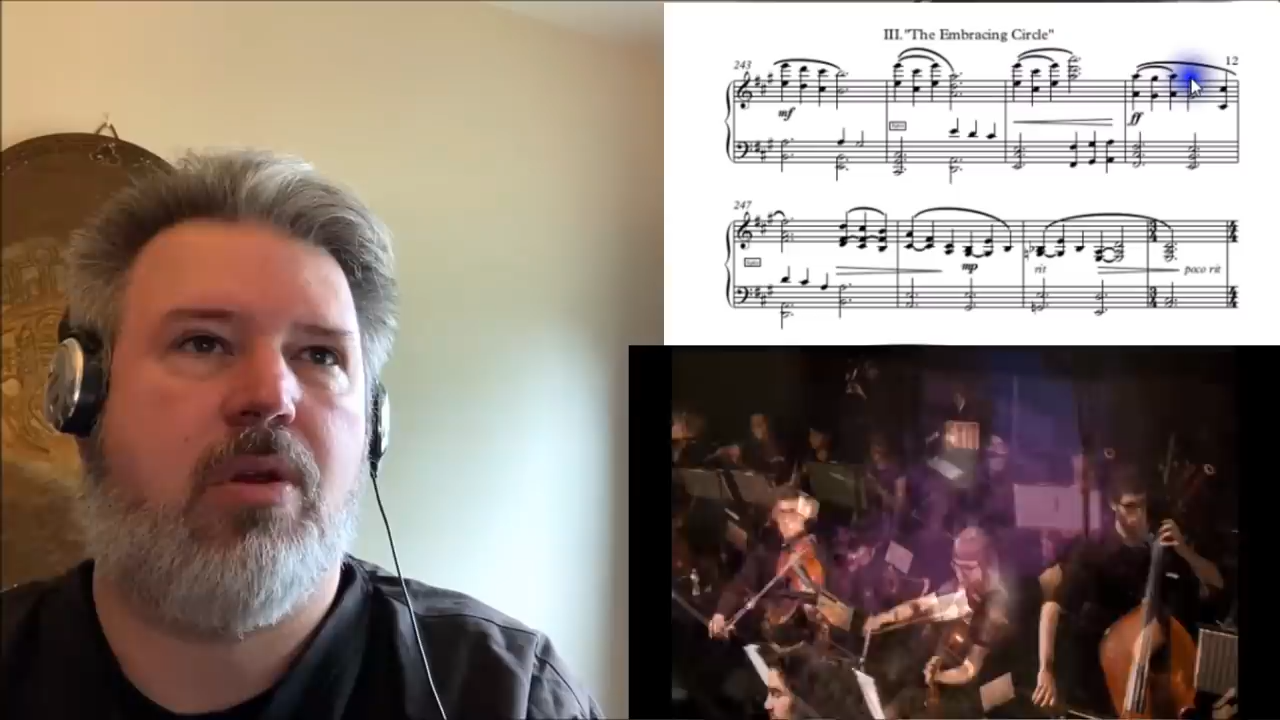 III. "The Embracing Circle"
243
12
mf
ff
247
mp
rit
poco rit